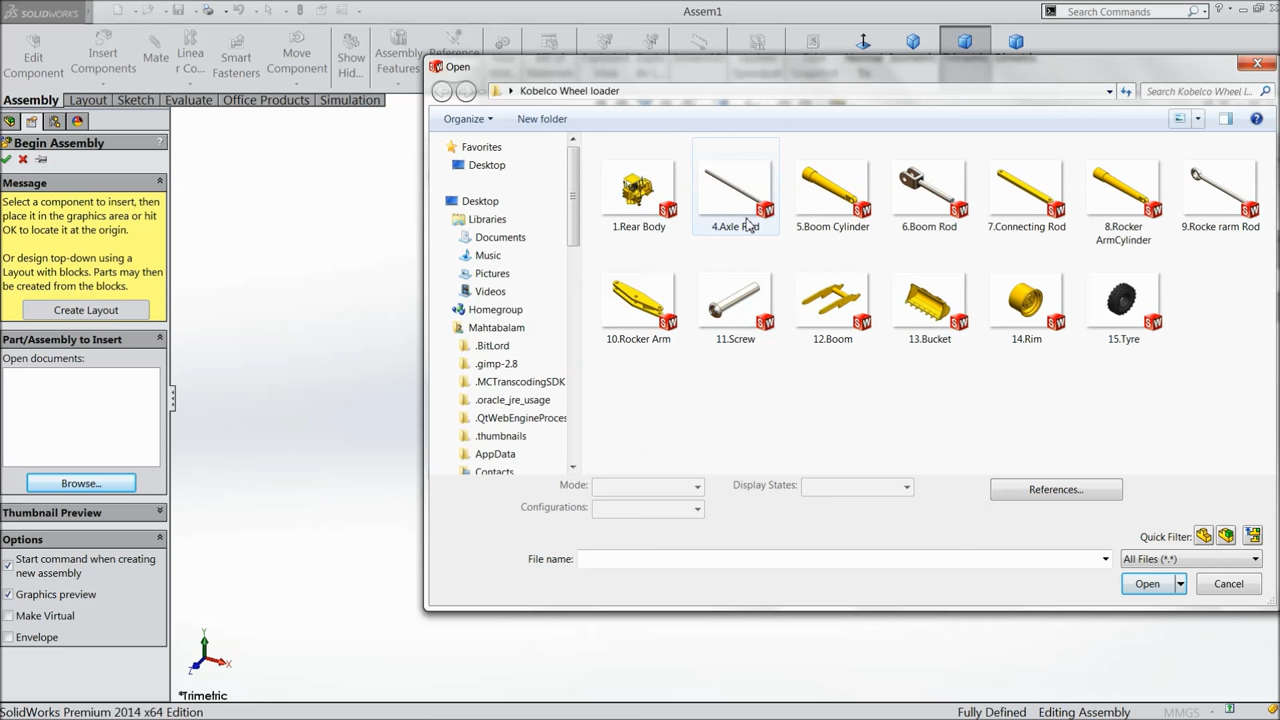 SOLIDWORKS
Assem1
Search Commands
Edit
Component
Insert
Components
Mate
Linea
r Co...
Smart
Fasteners
Move
Component
Show
Hid...
Assembly
Features
Reference
Assembly
Layout
Sketch
Evaluate
Office Products
Simulation
Begin Assembly
?
Message
Select a component to insert, then
place it in the graphics area or hit
OK to locate it at the origin.
Or design top-down using a
Layout with blocks. Parts may then
be created from the blocks.
Create Layout
Part/Assembly to Insert
Open documents:
Browse...
Thumbnail Preview
Options
Start command when creating
new assembly
Graphics preview
Make Virtual
Envelope
Y
X
Z
*Trimetric
SolidWorks Premium 2014 x64 Edition
Fully Defined
Editing Assembly
MMGS
Open
Kobelco Wheel loader
Search Kobelco Wheel l...
Organize
New folder
Favorites
Desktop
Desktop
Libraries
Documents
Music
Pictures
Videos
Homegroup
Mahtabalam
.BitLord
.gimp-2.8
.MCTranscodingSDK
.oracle_jre_usage
.QtWebEngineProces
.thumbnails
AppData
Contacts
1.Rear Body
4.Axle Rod
5.Boom Cylinder
6.Boom Rod
7.Connecting Rod
8.Rocker
ArmCylinder
9.Rocke rarm Rod
10.Rocker Arm
11.Screw
12.Boom
13.Bucket
14.Rim
15.Tyre
Mode:
Display States:
Configurations:
References...
Quick Filter:
File name:
All Files (*.*)
Open
Cancel